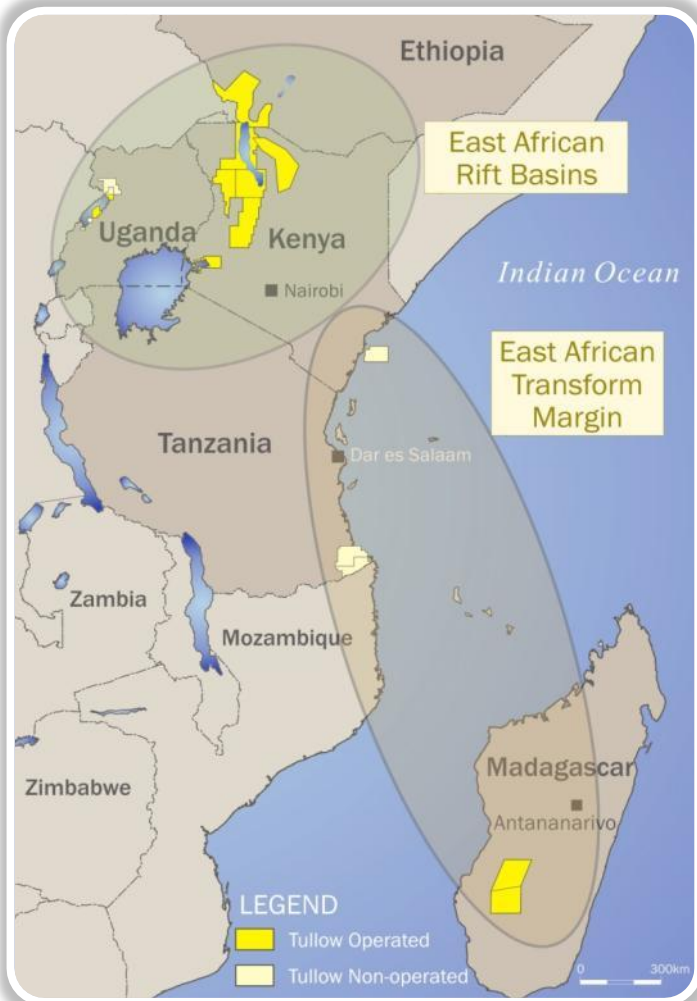 Ethiopia
East African
Rift Basins
Uganda
Kenya
Indian Ocean
Nairobi
East African
Transform
Margin
Tanzania
Dar es Salaam
Zambia
Mozambique
Madagascar
Zimbabwe
Antananarivo
LEGEND
Tullow Operated
Tullow Non-operated
0 300km